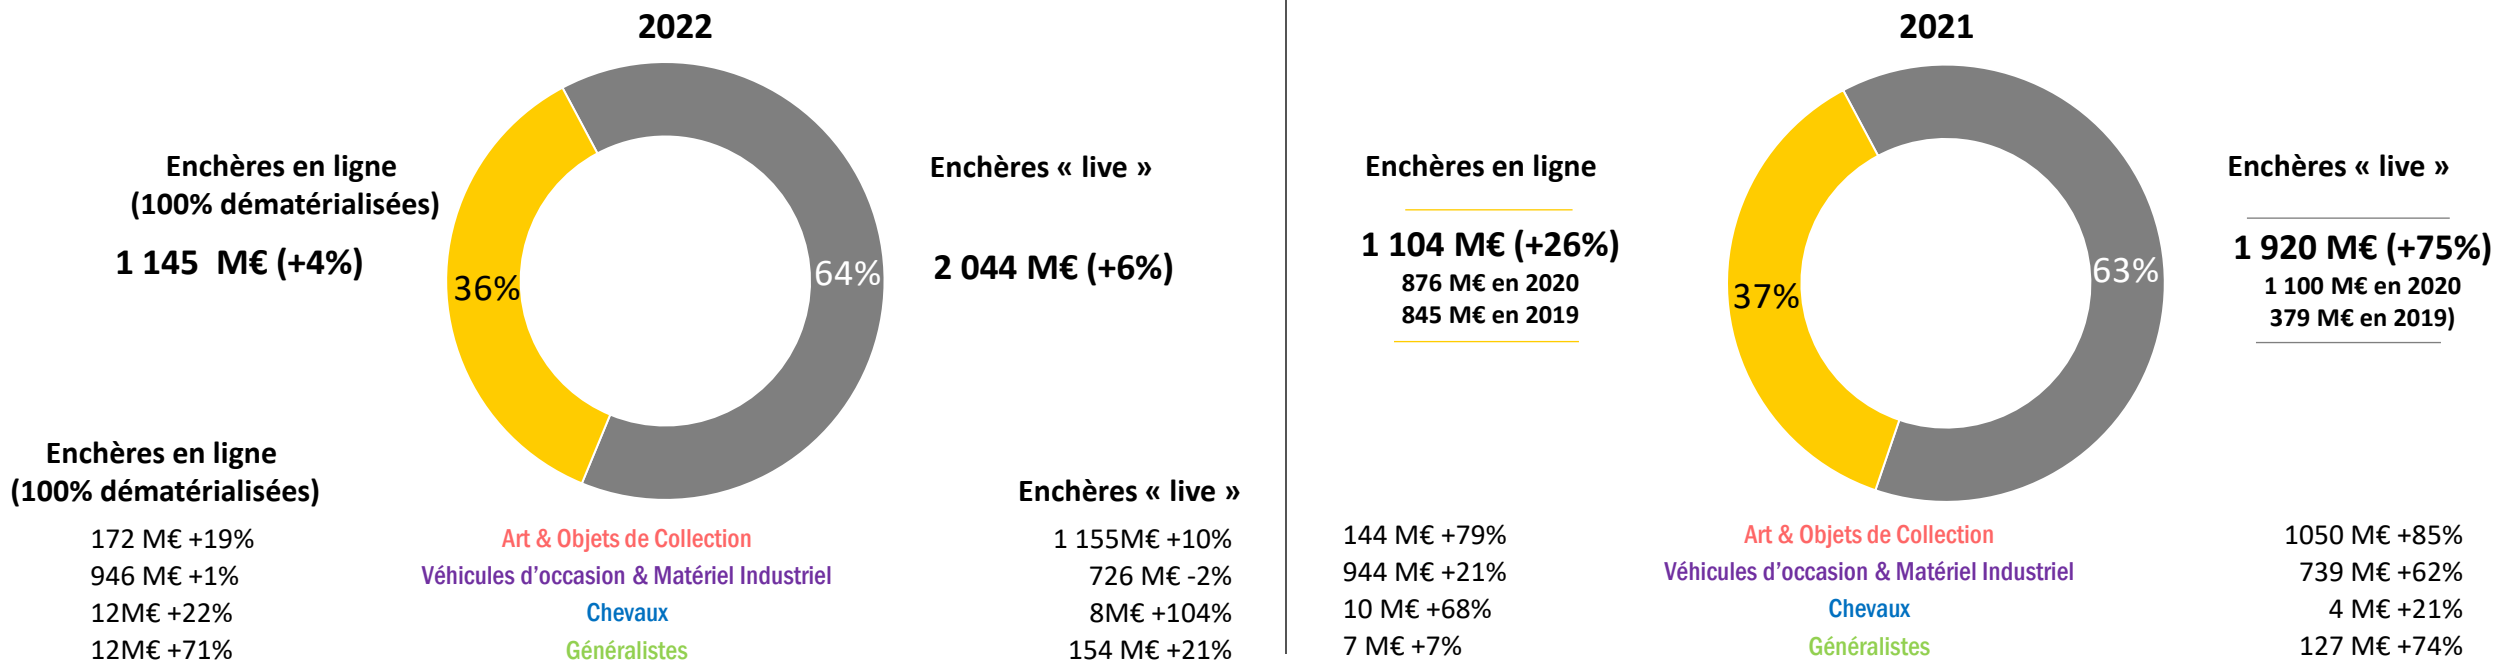 2022
Enchères en ligne
(100% dématérialisées)
1 145 M€ (+4%)
36%
64%
Enchères « live »
2 044 M€ (+6%)
Enchères en ligne
(100% dématérialisées)
Enchères « live »
172 M€ +19% Art & Objets de Collection 1 155M€ +10%
946 M€ +1% Véhicules d'occasion & Matériel Industriel 726 M€ -2%
12M€ +22% Chevaux 8M€ +104%
12M€ +71% Généralistes 154 M€ +21%
2021
Enchères en ligne
1 104 M€ (+26%)
876 M€ en 2020
845 M€ en 2019
37%
63%
Enchères « live »
1 920 M€ (+75%)
1 100 M€ en 2020
379 M€ en 2019)
144 M€ +79% Art & Objets de Collection 1050 M€ +85%
944 M€ +21% Véhicules d'occasion & Matériel Industriel 739 M€ +62%
10 M€ +68% Chevaux 4 M€ +21%
7 M€ +7% Généralistes 127 M€ +74%